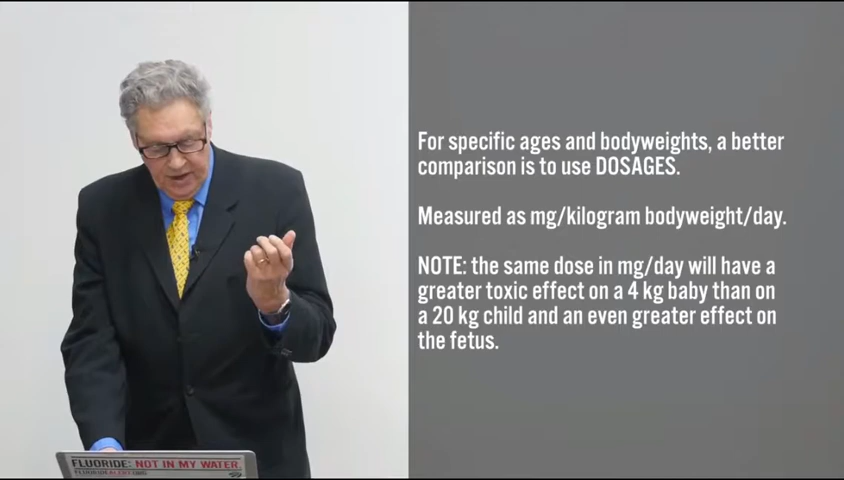 For specific ages and bodyweights, a better
comparison is to use DOSAGES.
Measured as mg/kilogram bodyweight/day.
NOTE: the same dose in mg/day will have a
greater toxic effect on a 4 kg baby than on
a 20 kg child and an even greater effect on
the fetus.
FLUORIDE: NOT IN MY WATER.
FLUORIDEALERT.ORG